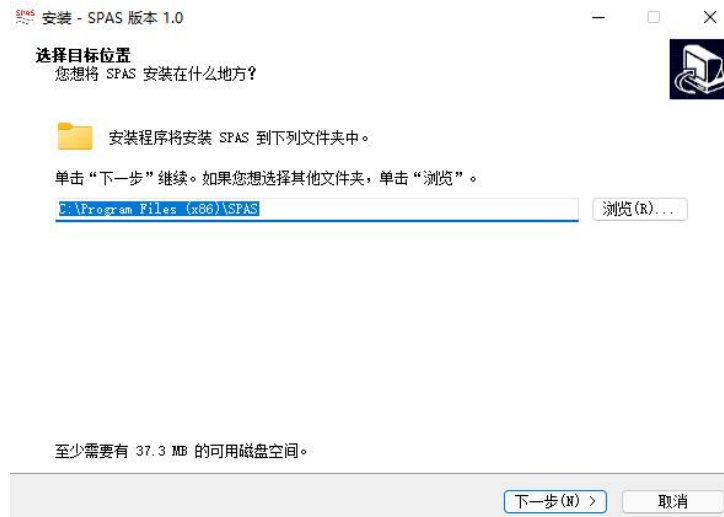 SPAS 安装 - SPAS 版本 1.0
选择目标位置
您想将 SPAS 安装在什么地方?
安装程序将安装 SPAS 到下列文件夹中。
单击“下一步”继续。如果您想选择其他文件夹,单击“浏览”。
C:\Program Files (x86)\SPAS
浏览(R)...
至少需要有 37.3 MB 的可用磁盘空间。
下一步(N) >
取消